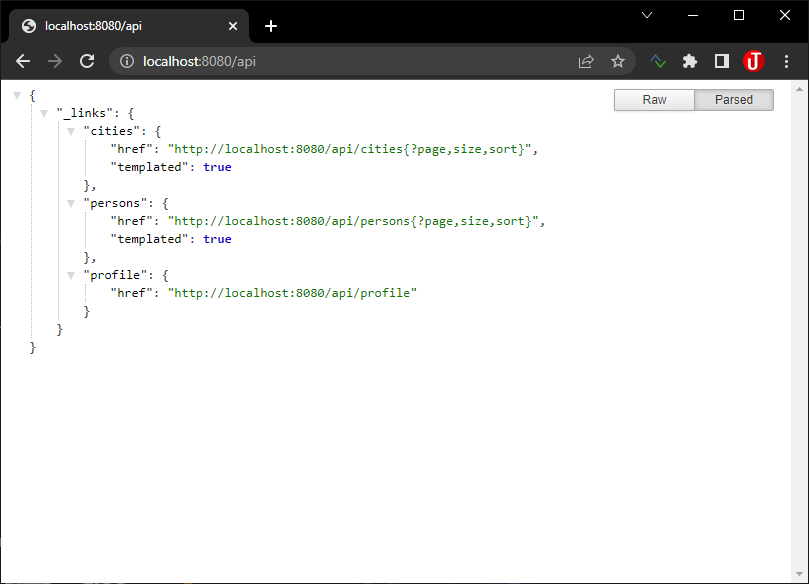 localhost:8080/api
localhost:8080/api
Raw Parsed
{
"_links": {
"cities": {
"href": "http://localhost:8080/api/cities{?page,size,sort}",
"templated": true
},
"persons": {
"href": "http://localhost:8080/api/persons{?page,size,sort}",
"templated": true
},
"profile": {
"href": "http://localhost:8080/api/profile"
}
}
}